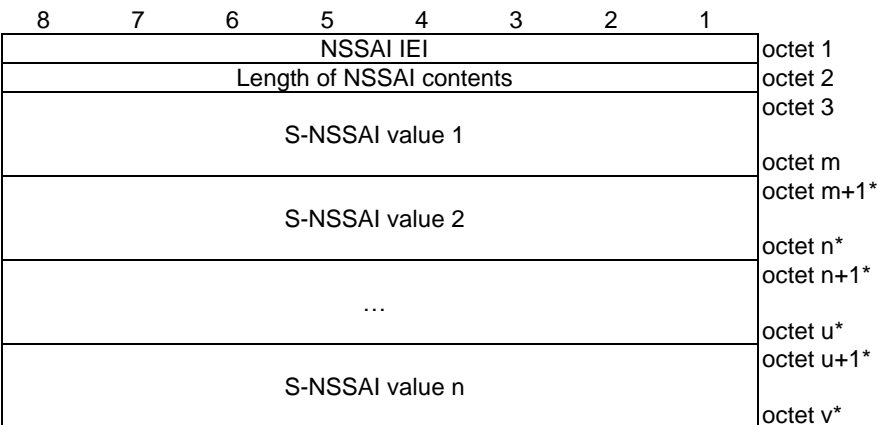 8 7 6 5 4 3 2 1
NSSAI IEI octet 1
Length of NSSAI contents octet 2
octet 3
S-NSSAI value 1
octet m
octet m+1*
S-NSSAI value 2
octet n*
octet n+1*
…
octet u*
octet u+1*
S-NSSAI value n
octet v*